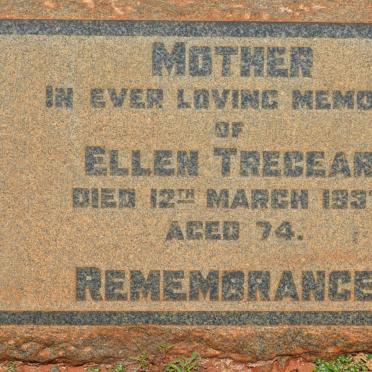 MOTHER
IN EVER LOVING MEMO
OF
ELLEN TREGEAR
DIED 12TH MARCH 193
AGED 74.
REMEMBRANCE